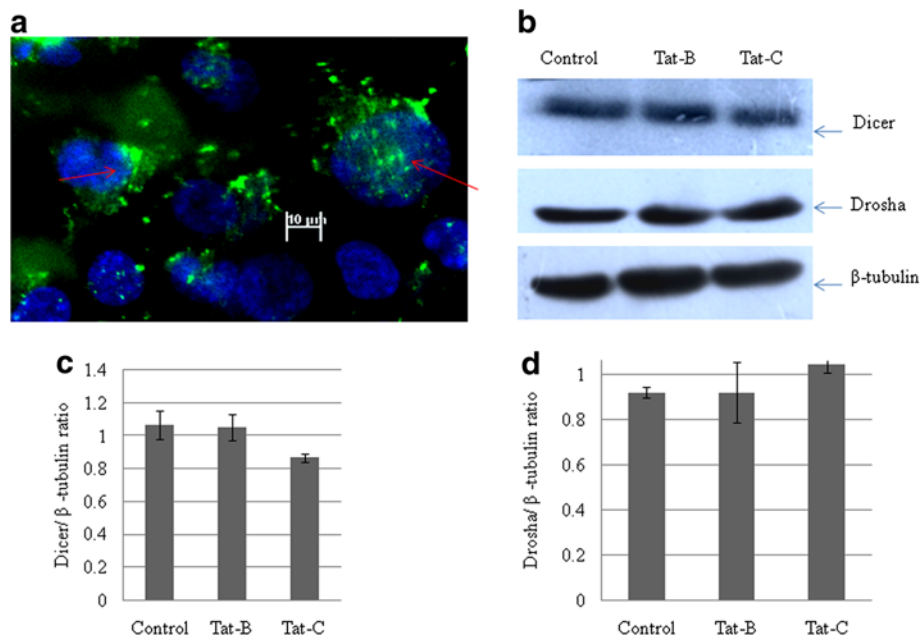 a
10 μm
b
Control Tat-B Tat-C
Dicer
Drosha
β-tubulin
c
Dicer/ β -tubulin ratio
1.4
1.2
1
0.8
0.6
0.4
0.2
0
Control Tat-B Tat-C
d
Drosha/ β -tubulin ratio
1
0.8
0.6
0.4
0.2
0
Control Tat-B Tat-C